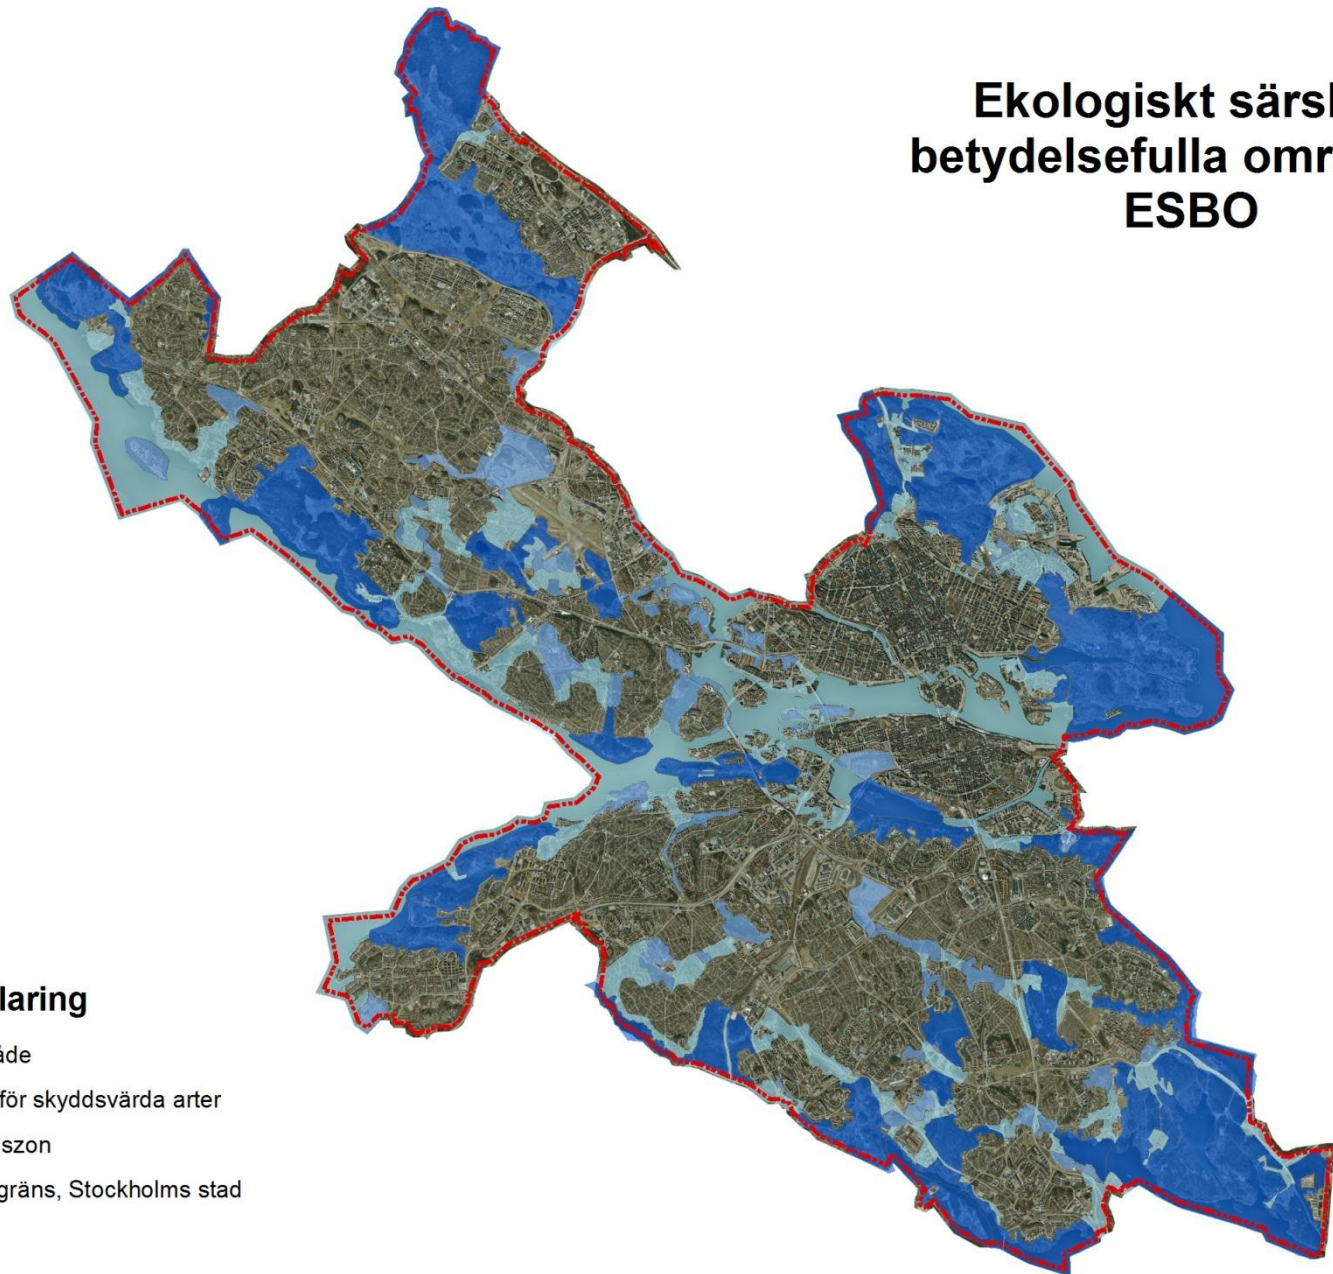 Ekologiskt särsl
betydelsefulla omr
ESBO
laring
åde
för skyddsvärda arter
szon
gräns, Stockholms stad